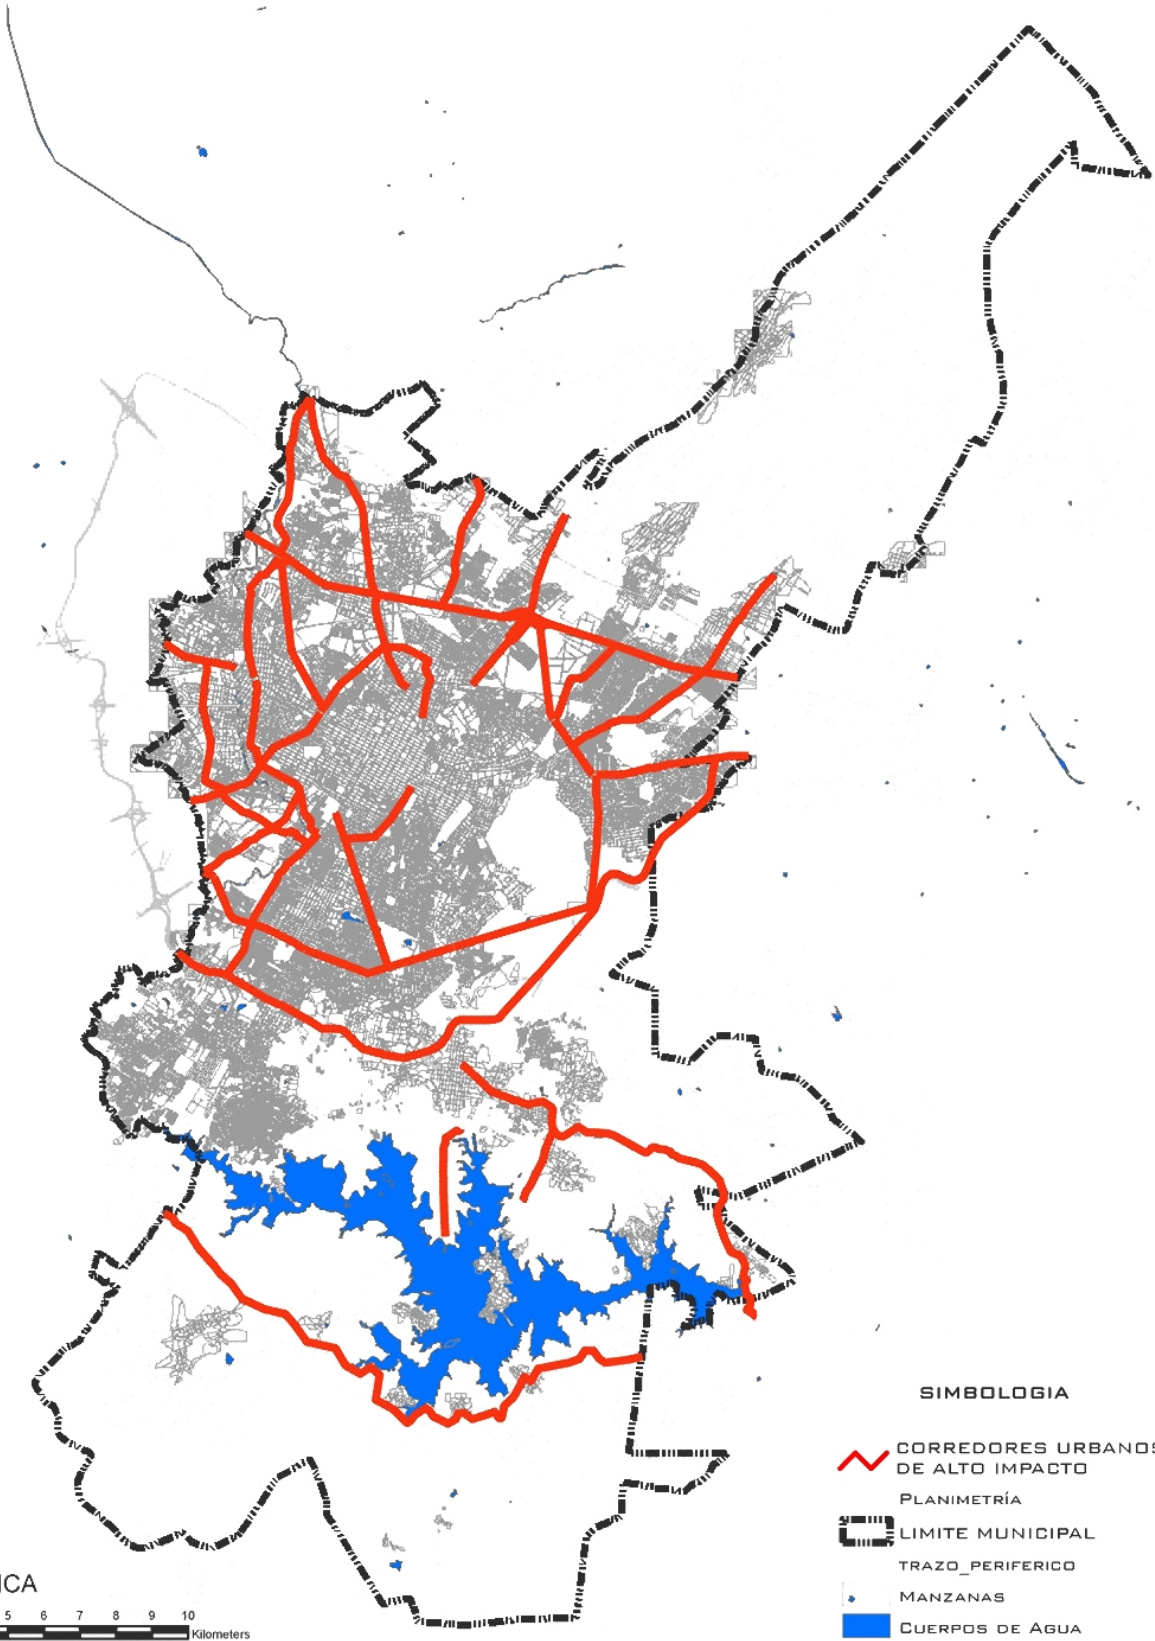 SIMBOLOGIA
CORREDORES URBANOS
DE ALTO IMPACTO
PLANIMETRÍA
LIMITE MUNICIPAL
TRAZO_PERIFERICO
MANZANAS
CUERPOS DE AGUA
ICA
5 6 7 8 9 10
Kilometers